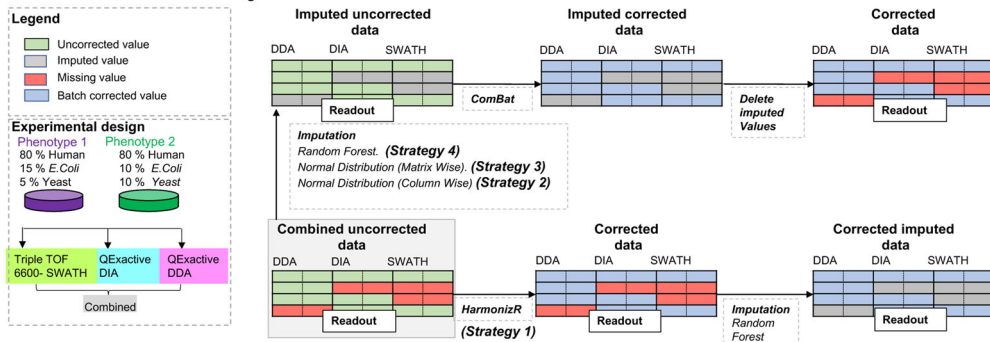 Legend
Uncorrected value
Imputed value
Missing value
Batch corrected value
Experimental design
Phenotype 1 Phenotype 2
80 % Human 80 % Human
15 % E.Coli 10 % E.Coli
5 % Yeast 10 % Yeast
Triple TOF QExactive QExactive
6600- SWATH DIA DDA
Combined
Imputed uncorrected
data
DDA DIA SWATH
Readout
ComBat
Imputed corrected
data
DDA DIA SWATH
Delete
imputed
Values
Corrected
data
DDA DIA SWATH
Readout
Imputation
Random Forest. (Strategy 4)
Normal Distribution (Matrix Wise). (Strategy 3)
Normal Distribution (Column Wise) (Strategy 2)
Combined uncorrected
data
DDA DIA SWATH
Readout
HarmonizR
(Strategy 1)
Corrected
data
DDA DIA SWATH
Readout
Imputation
Random
Forest
Corrected imputed data
DDA DIA SWATH
Readout